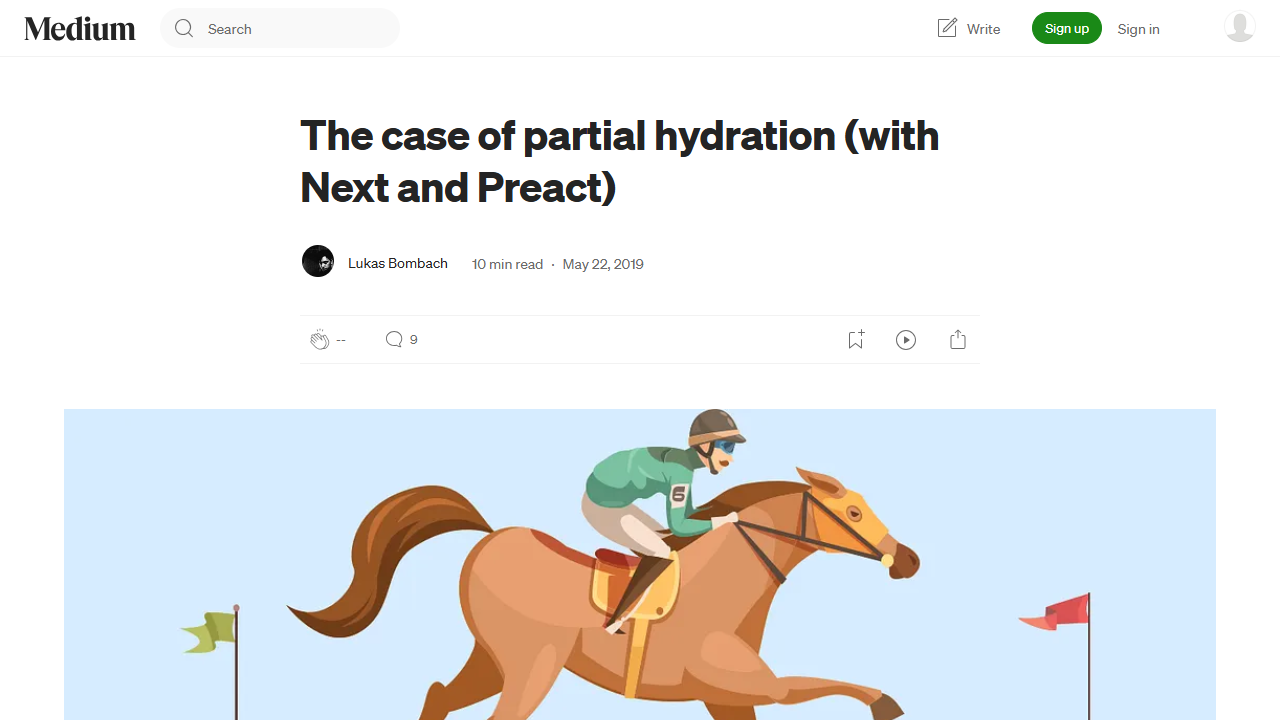 Medium
Search
Write
Sign up
Sign in
The case of partial hydration (with
Next and Preact)
Lukas Bombach
10 min read · May 22, 2019
--
9
6